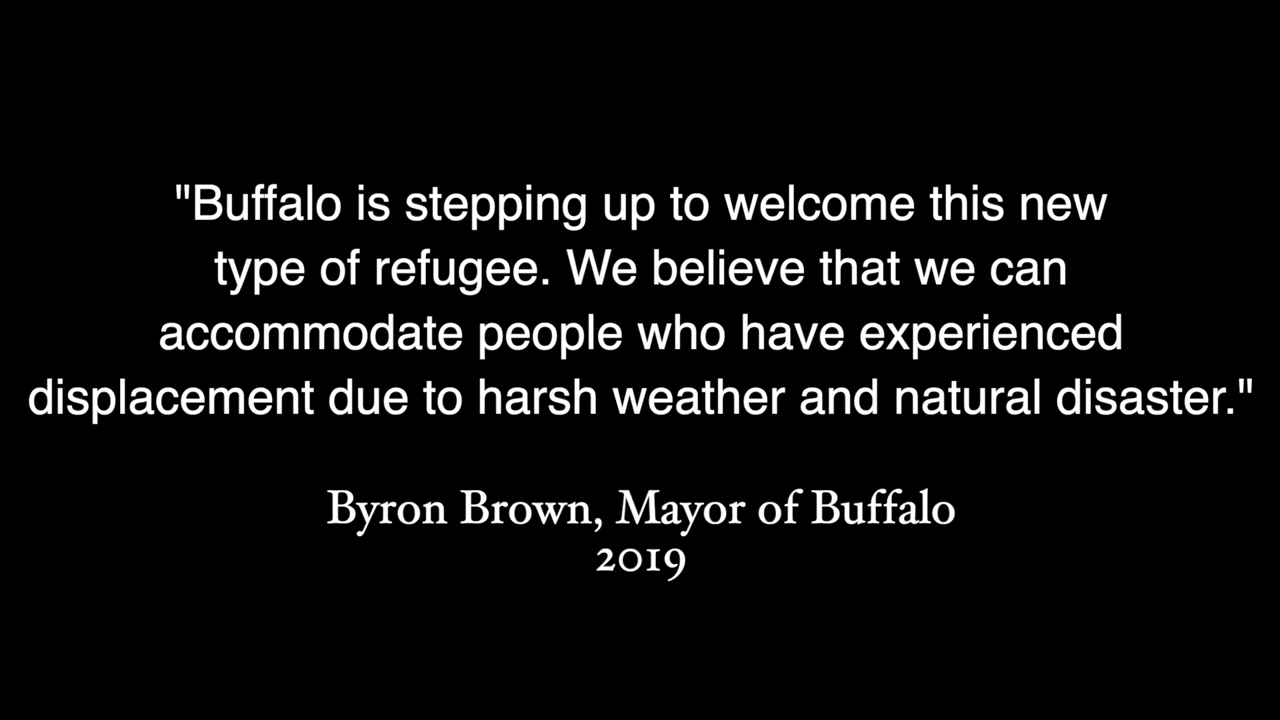 "Buffalo is stepping up to welcome this new
type of refugee. We believe that we can
accommodate people who have experienced
displacement due to harsh weather and natural disaster."
Byron Brown, Mayor of Buffalo
2019